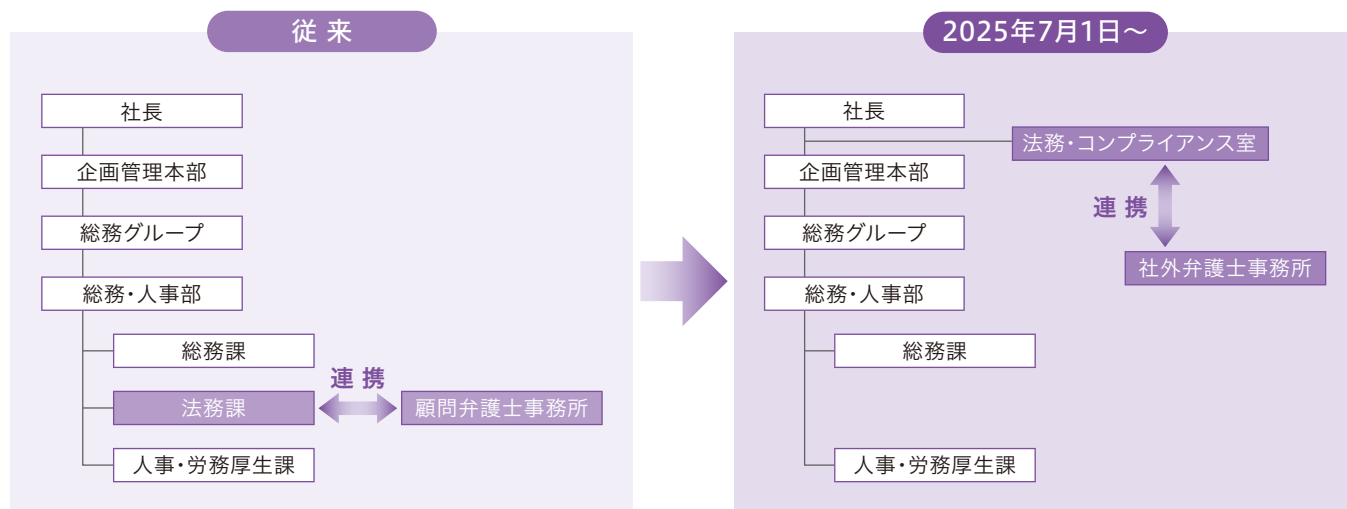 従来
社長
企画管理本部
総務グループ
総務・人事部
総務課
法務課
連携
顧問弁護士事務所
人事・労務厚生課
2025年7月1日～
社長
法務・コンプライアンス室
企画管理本部
連携
総務グループ
社外弁護士事務所
総務・人事部
総務課
人事・労務厚生課